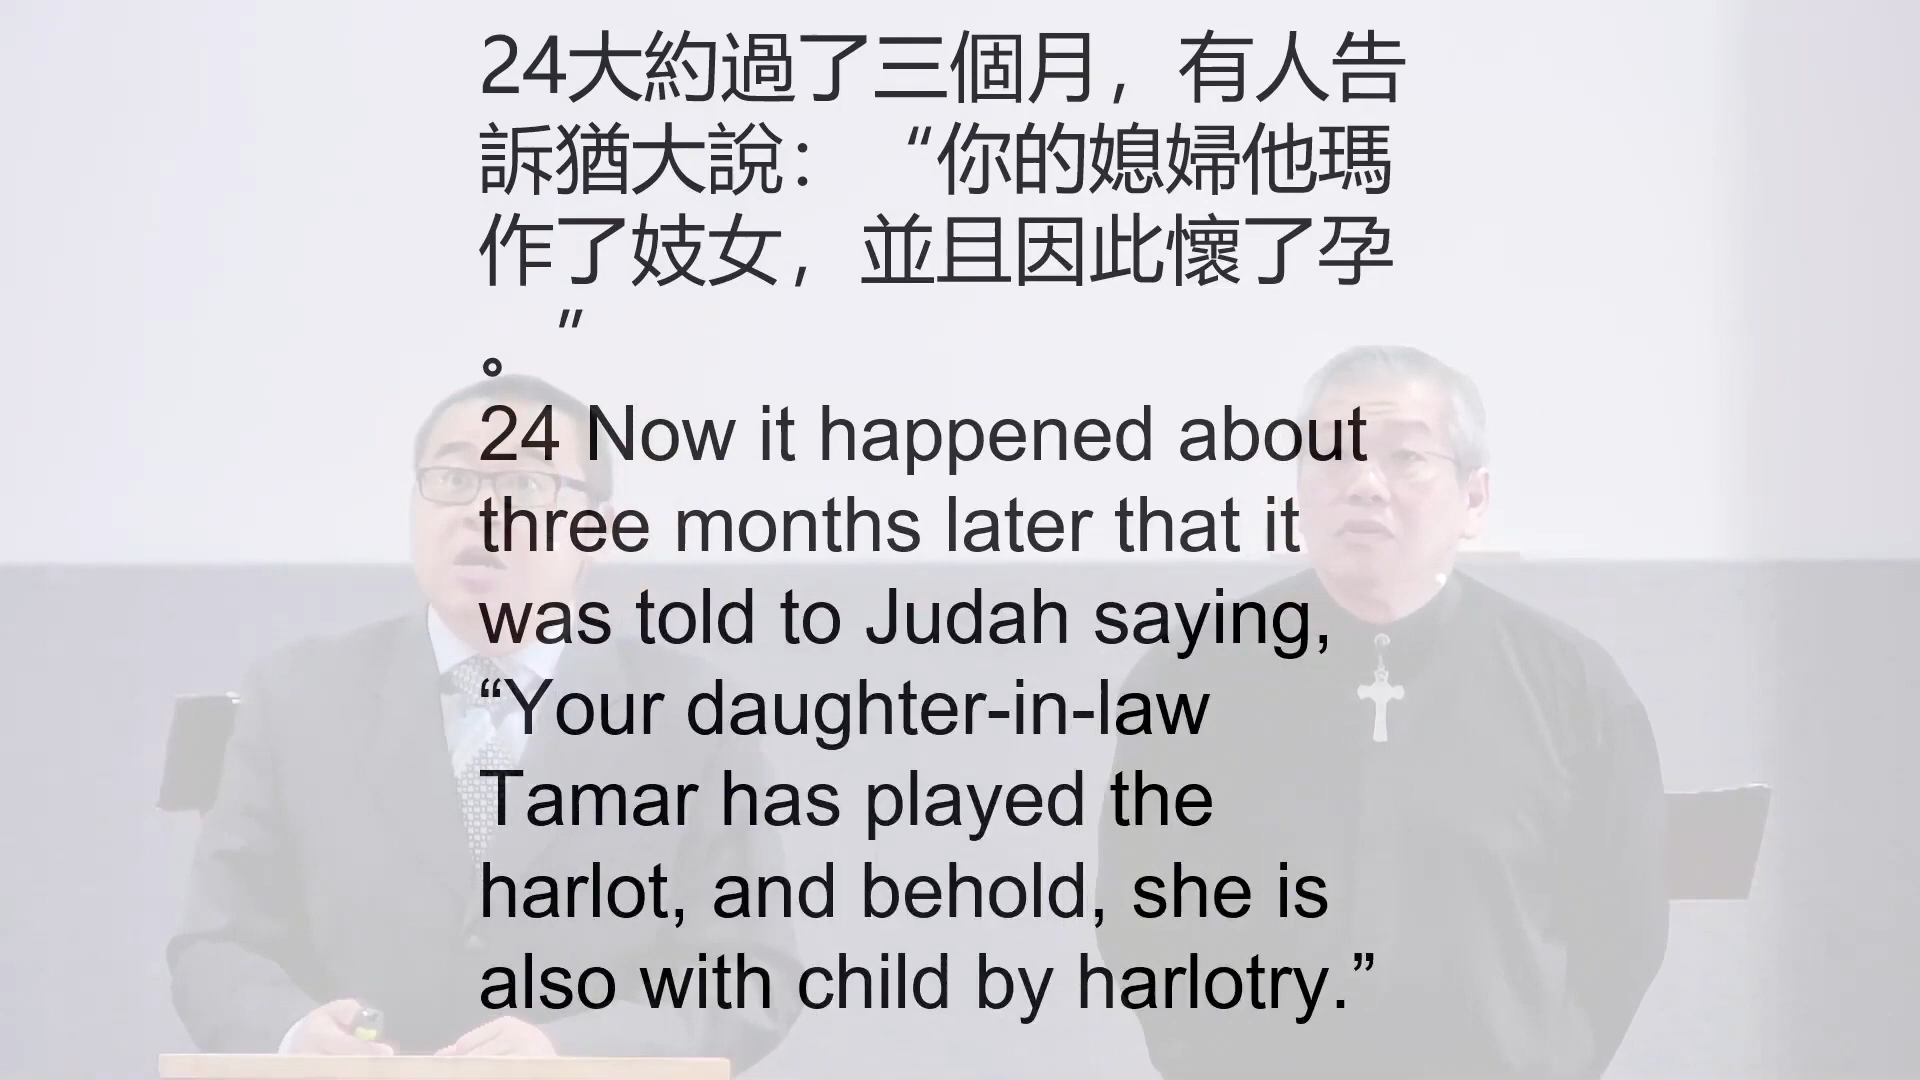 24大約過了三個月，有人告
訴猶大說：“你的媳婦他瑪
作了妓女，並且因此懷了孕
。”
24 Now it happened about
three months later that it
was told to Judah saying,
“Your daughter-in-law
Tamar has played the
harlot, and behold, she is
also with child by harlotry.”